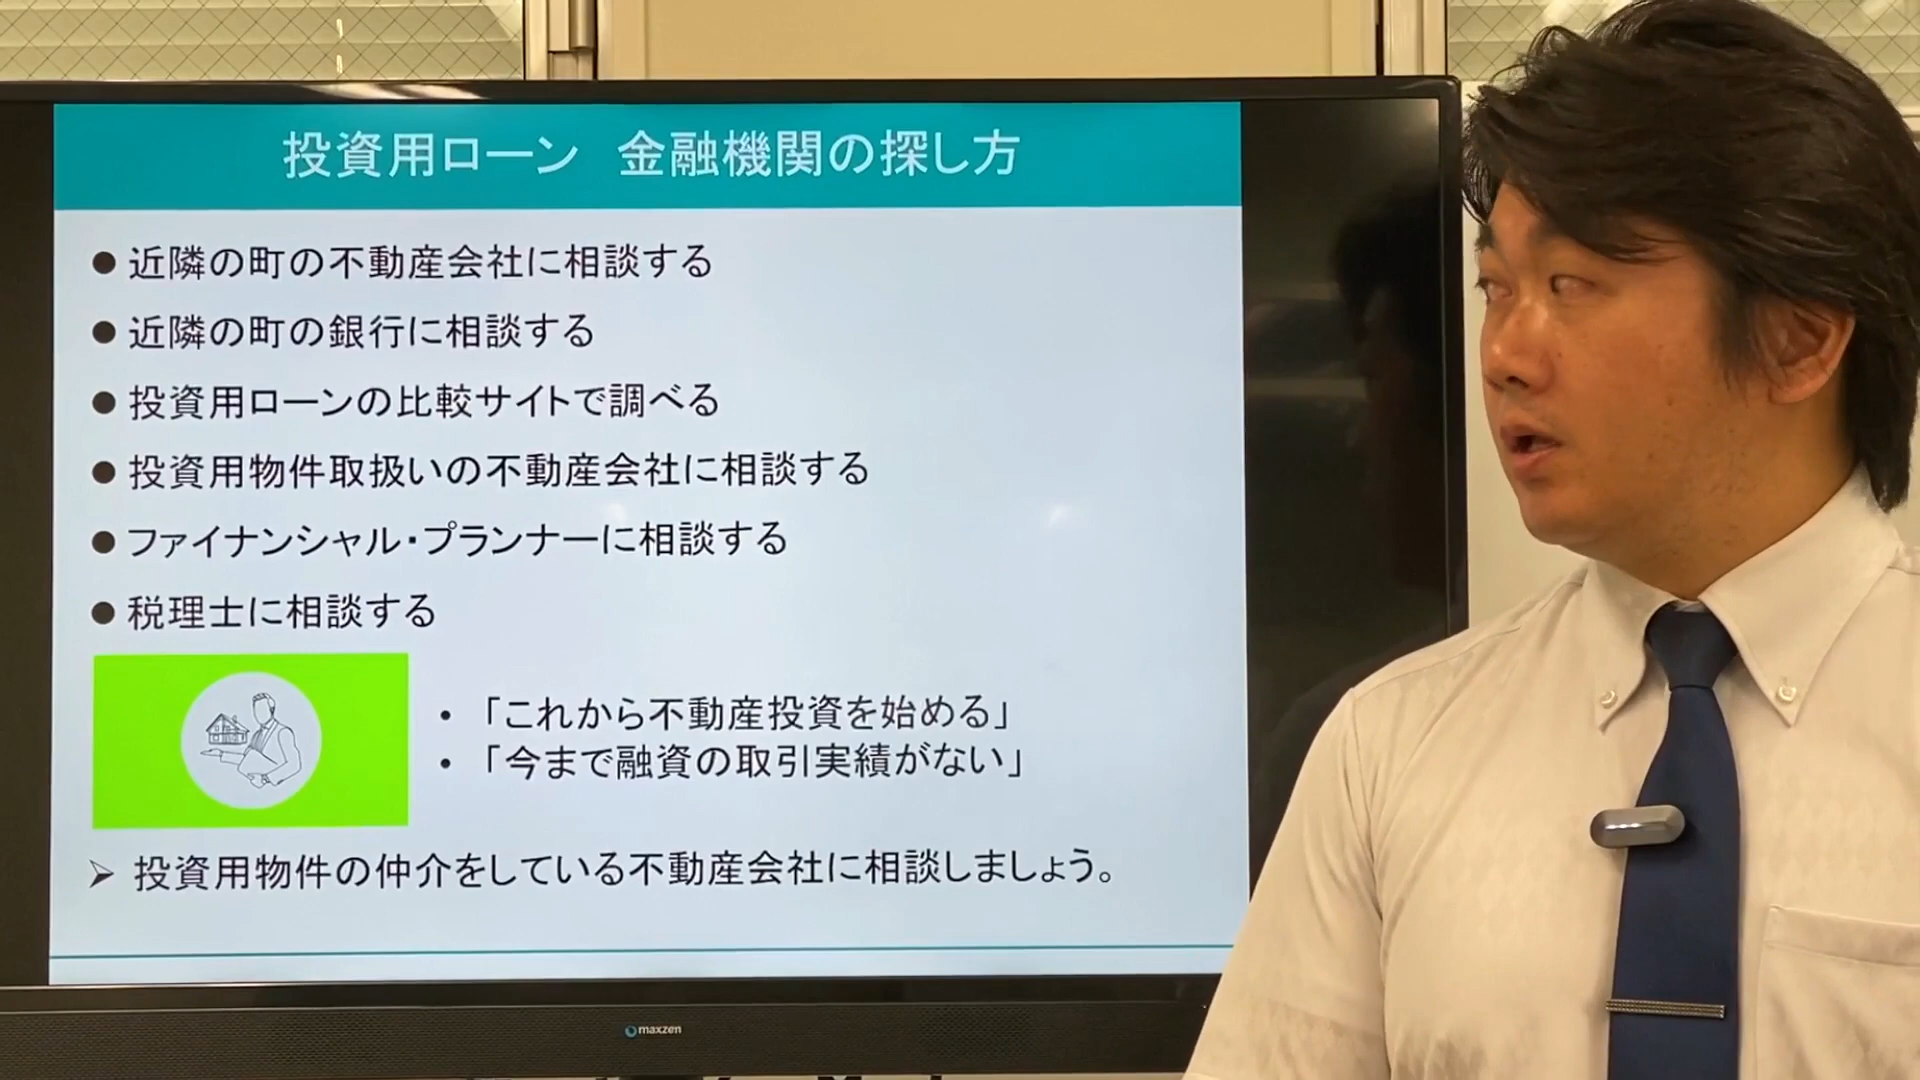 投資用ローン　金融機関の探し方
● 近隣の町の不動産会社に相談する
● 近隣の町の銀行に相談する
● 投資用ローンの比較サイトで調べる
● 投資用物件取扱いの不動産会社に相談する
● ファイナンシャル・プランナーに相談する
● 税理士に相談する
• 「これから不動産投資を始める」
• 「今まで融資の取引実績がない」
➢ 投資用物件の仲介をしている不動産会社に相談しましょう。
maxzen